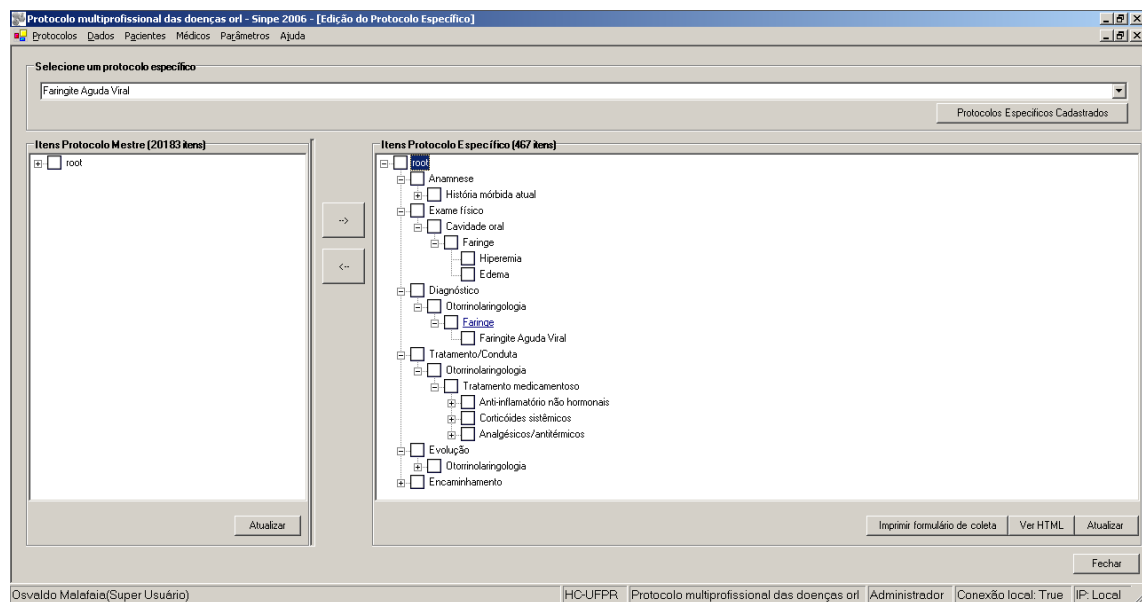 Protocolo multiprofissional das doenças orl - Sinpe 2006 - [Edição do Protocolo Específico]
Protocolos Dados Pacientes Médicos Parâmetros Ajuda
Selecione um protocolo específico
Faringite Aguda Viral
Protocolos Especificos Cadastrados
Itens Protocolo Mestre (20183 itens)
root
Atualizar
-->
<--
Itens Protocolo Específico (467 itens)
root
Anamnese
História mórbida atual
Exame físico
Cavidade oral
Faringe
Hiperemia
Edema
Diagnóstico
Otorrinolaringologia
Faringe
Faringite Aguda Viral
Tratamento/Conduta
Otorrinolaringologia
Tratamento medicamentoso
Anti-inflamatório não hormonais
Corticóides sistêmicos
Analgésicos/antitérmicos
Evolução
Otorrinolaringologia
Encaminhamento
Imprimir formulário de coleta Ver HTML Atualizar
Fechar
Osvaldo Malafaia(Super Usuário) HC-UFPR Protocolo multiprofissional das doenças orl Administrador Conexão local: True IP: Local